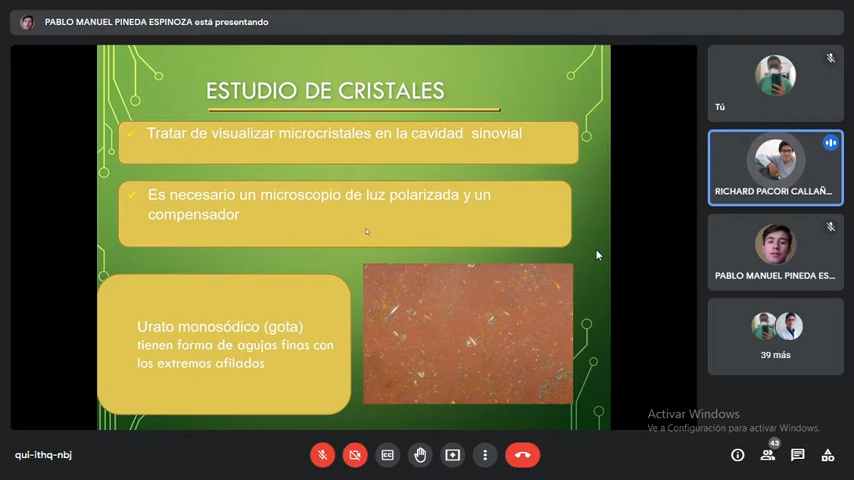 PABLO MANUEL PINEDA ESPINOZA está presentando
ESTUDIO DE CRISTALES
✓ Tratar de visualizar microcristales en la cavidad sinovial
✓ Es necesario un microscopio de luz polarizada y un
compensador
Urato monosódico (gota)
tienen forma de agujas finas con
los extremos afilados
Tú
RICHARD PACORI CALLAÑ...
PABLO MANUEL PINEDA ES...
39 más
Activar Windows
Ve a Configuración para activar Windows.
qui-ithq-nbj
CC
43